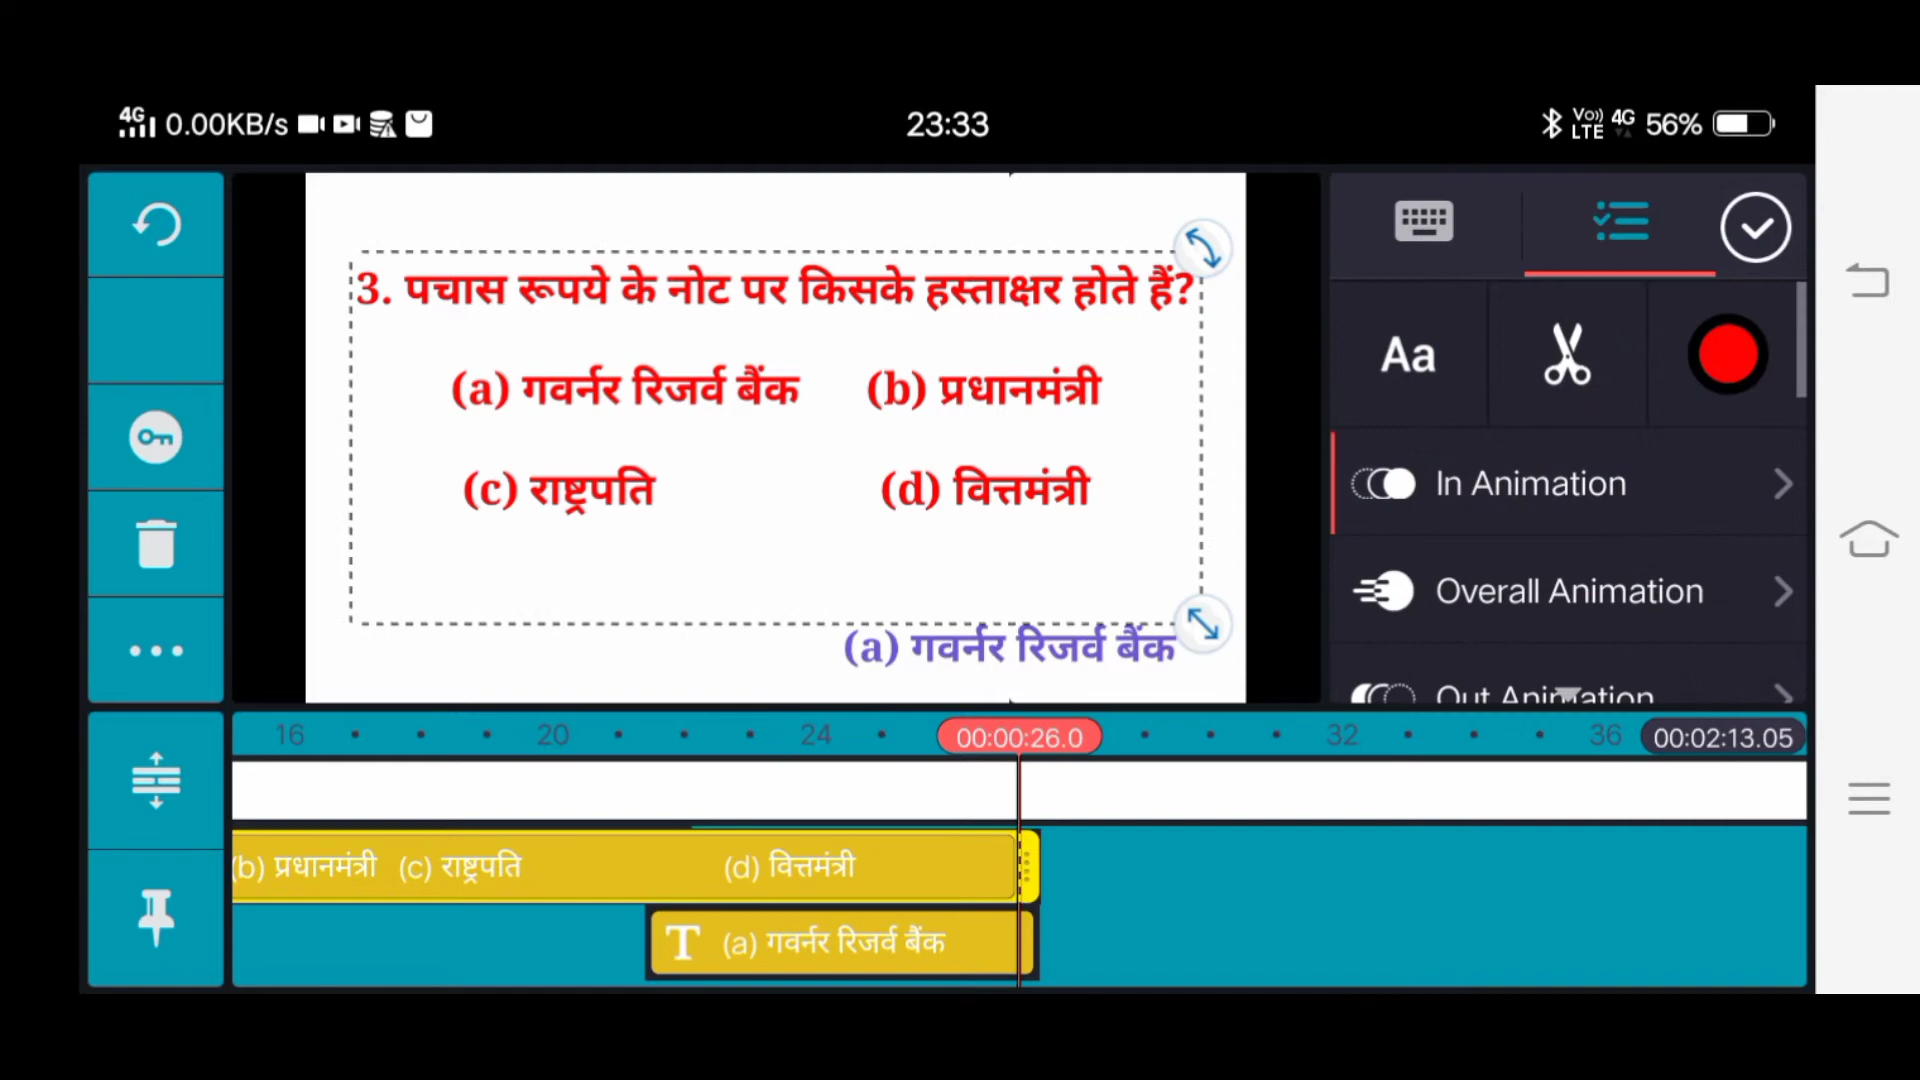 4G 0.00KB/s 23:33 Vo) LTE 4G 56%
3. पचास रूपये के नोट पर किसके हस्ताक्षर होते हैं?
(a) गवर्नर रिजर्व बैंक (b) प्रधानमंत्री
(c) राष्ट्रपति (d) वित्तमंत्री
(a) गवर्नर रिजर्व बैंक
Aa
In Animation
Overall Animation
Out Animation
16 20 24 00:00:26.0 32 36 00:02:13.05
(b) प्रधानमंत्री (c) राष्ट्रपति (d) वित्तमंत्री
T (a) गवर्नर रिजर्व बैंक